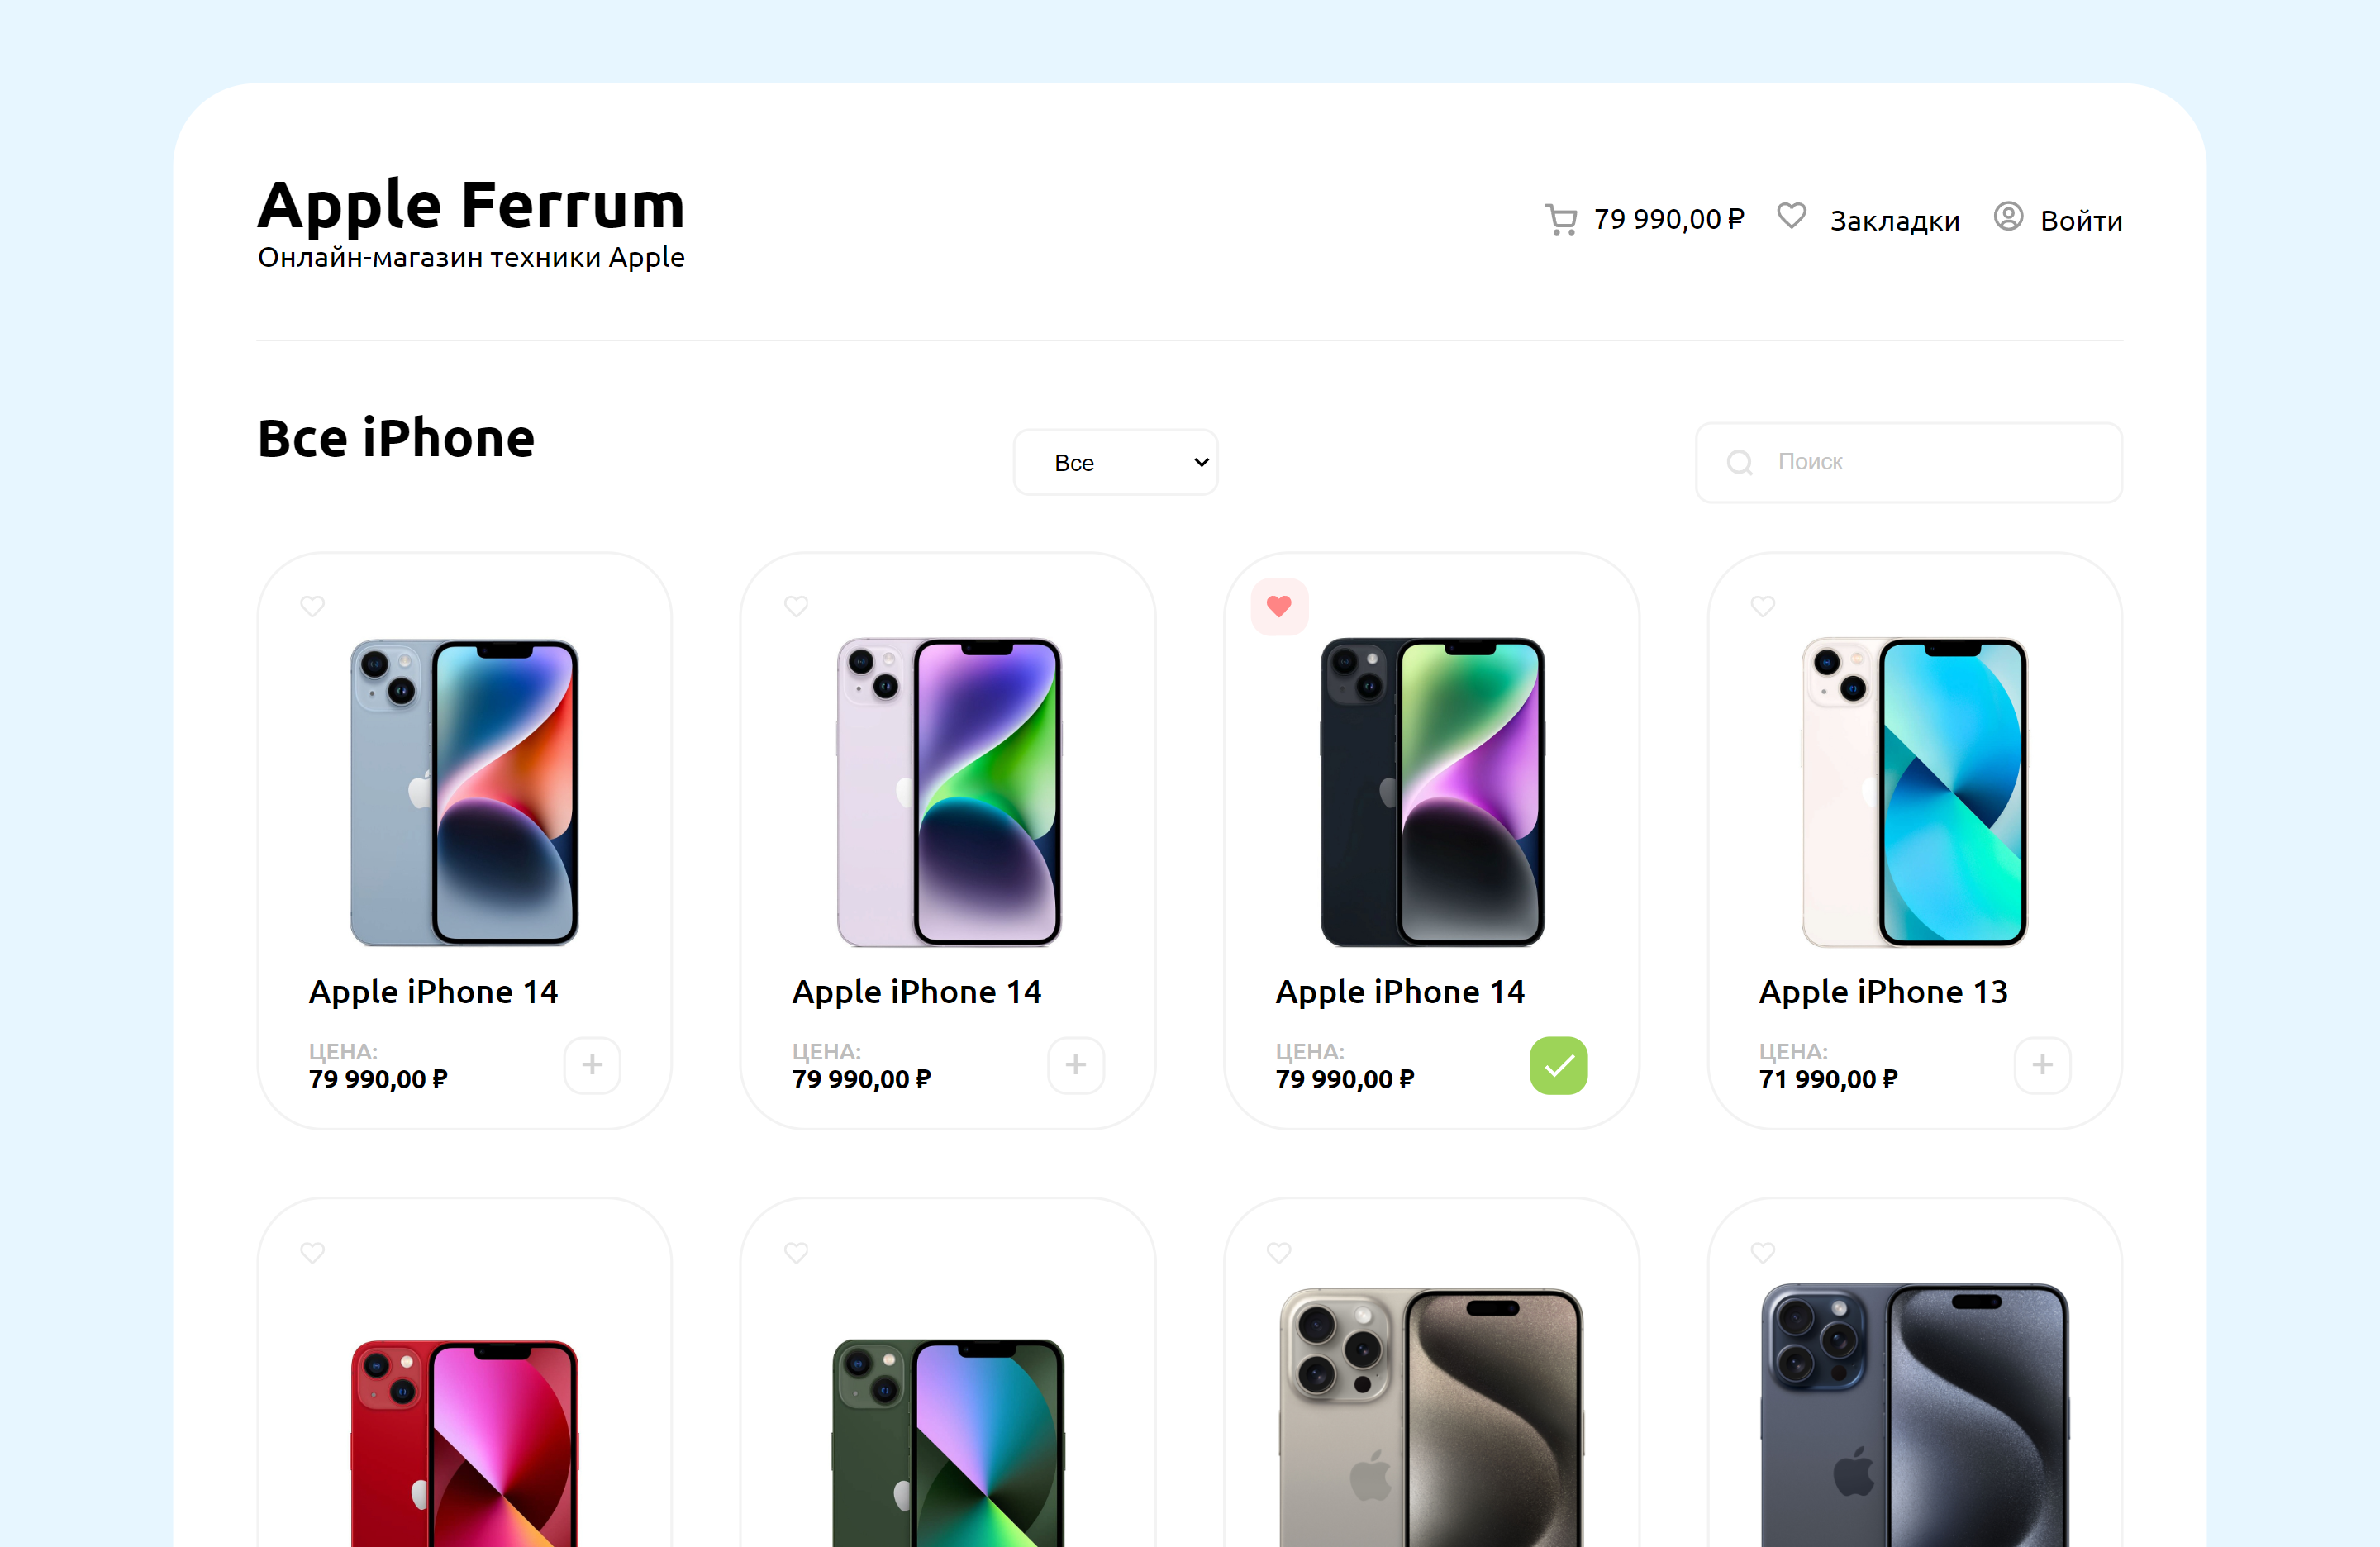 Apple Ferrum
Онлайн-магазин техники Apple
79 990,00 ₽
Закладки
Войти
Все iPhone
Все
Поиск
Apple iPhone 14
ЦЕНА:
79 990,00 ₽
Apple iPhone 14
ЦЕНА:
79 990,00 ₽
Apple iPhone 14
ЦЕНА:
79 990,00 ₽
Apple iPhone 13
ЦЕНА:
71 990,00 ₽